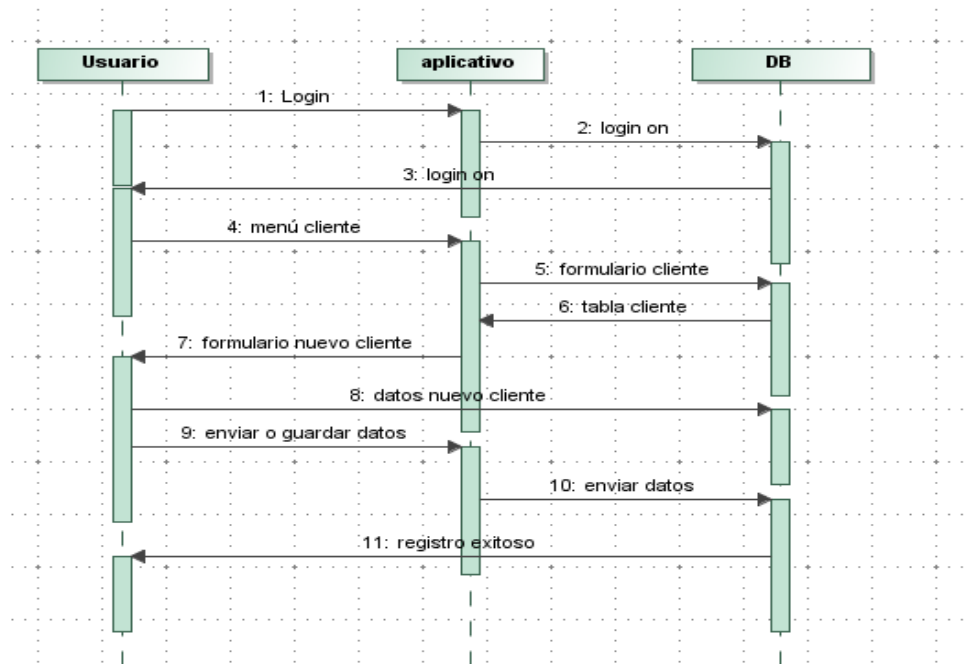 Usuario
aplicativo
DB
1: Login
2: login on
3: login on
4: menú cliente
5: formulario cliente
6: tabla cliente
7: formulario nuevo cliente
8: datos nuevo cliente
9: enviar o guardar datos
10: enviar datos
11: registro exitoso